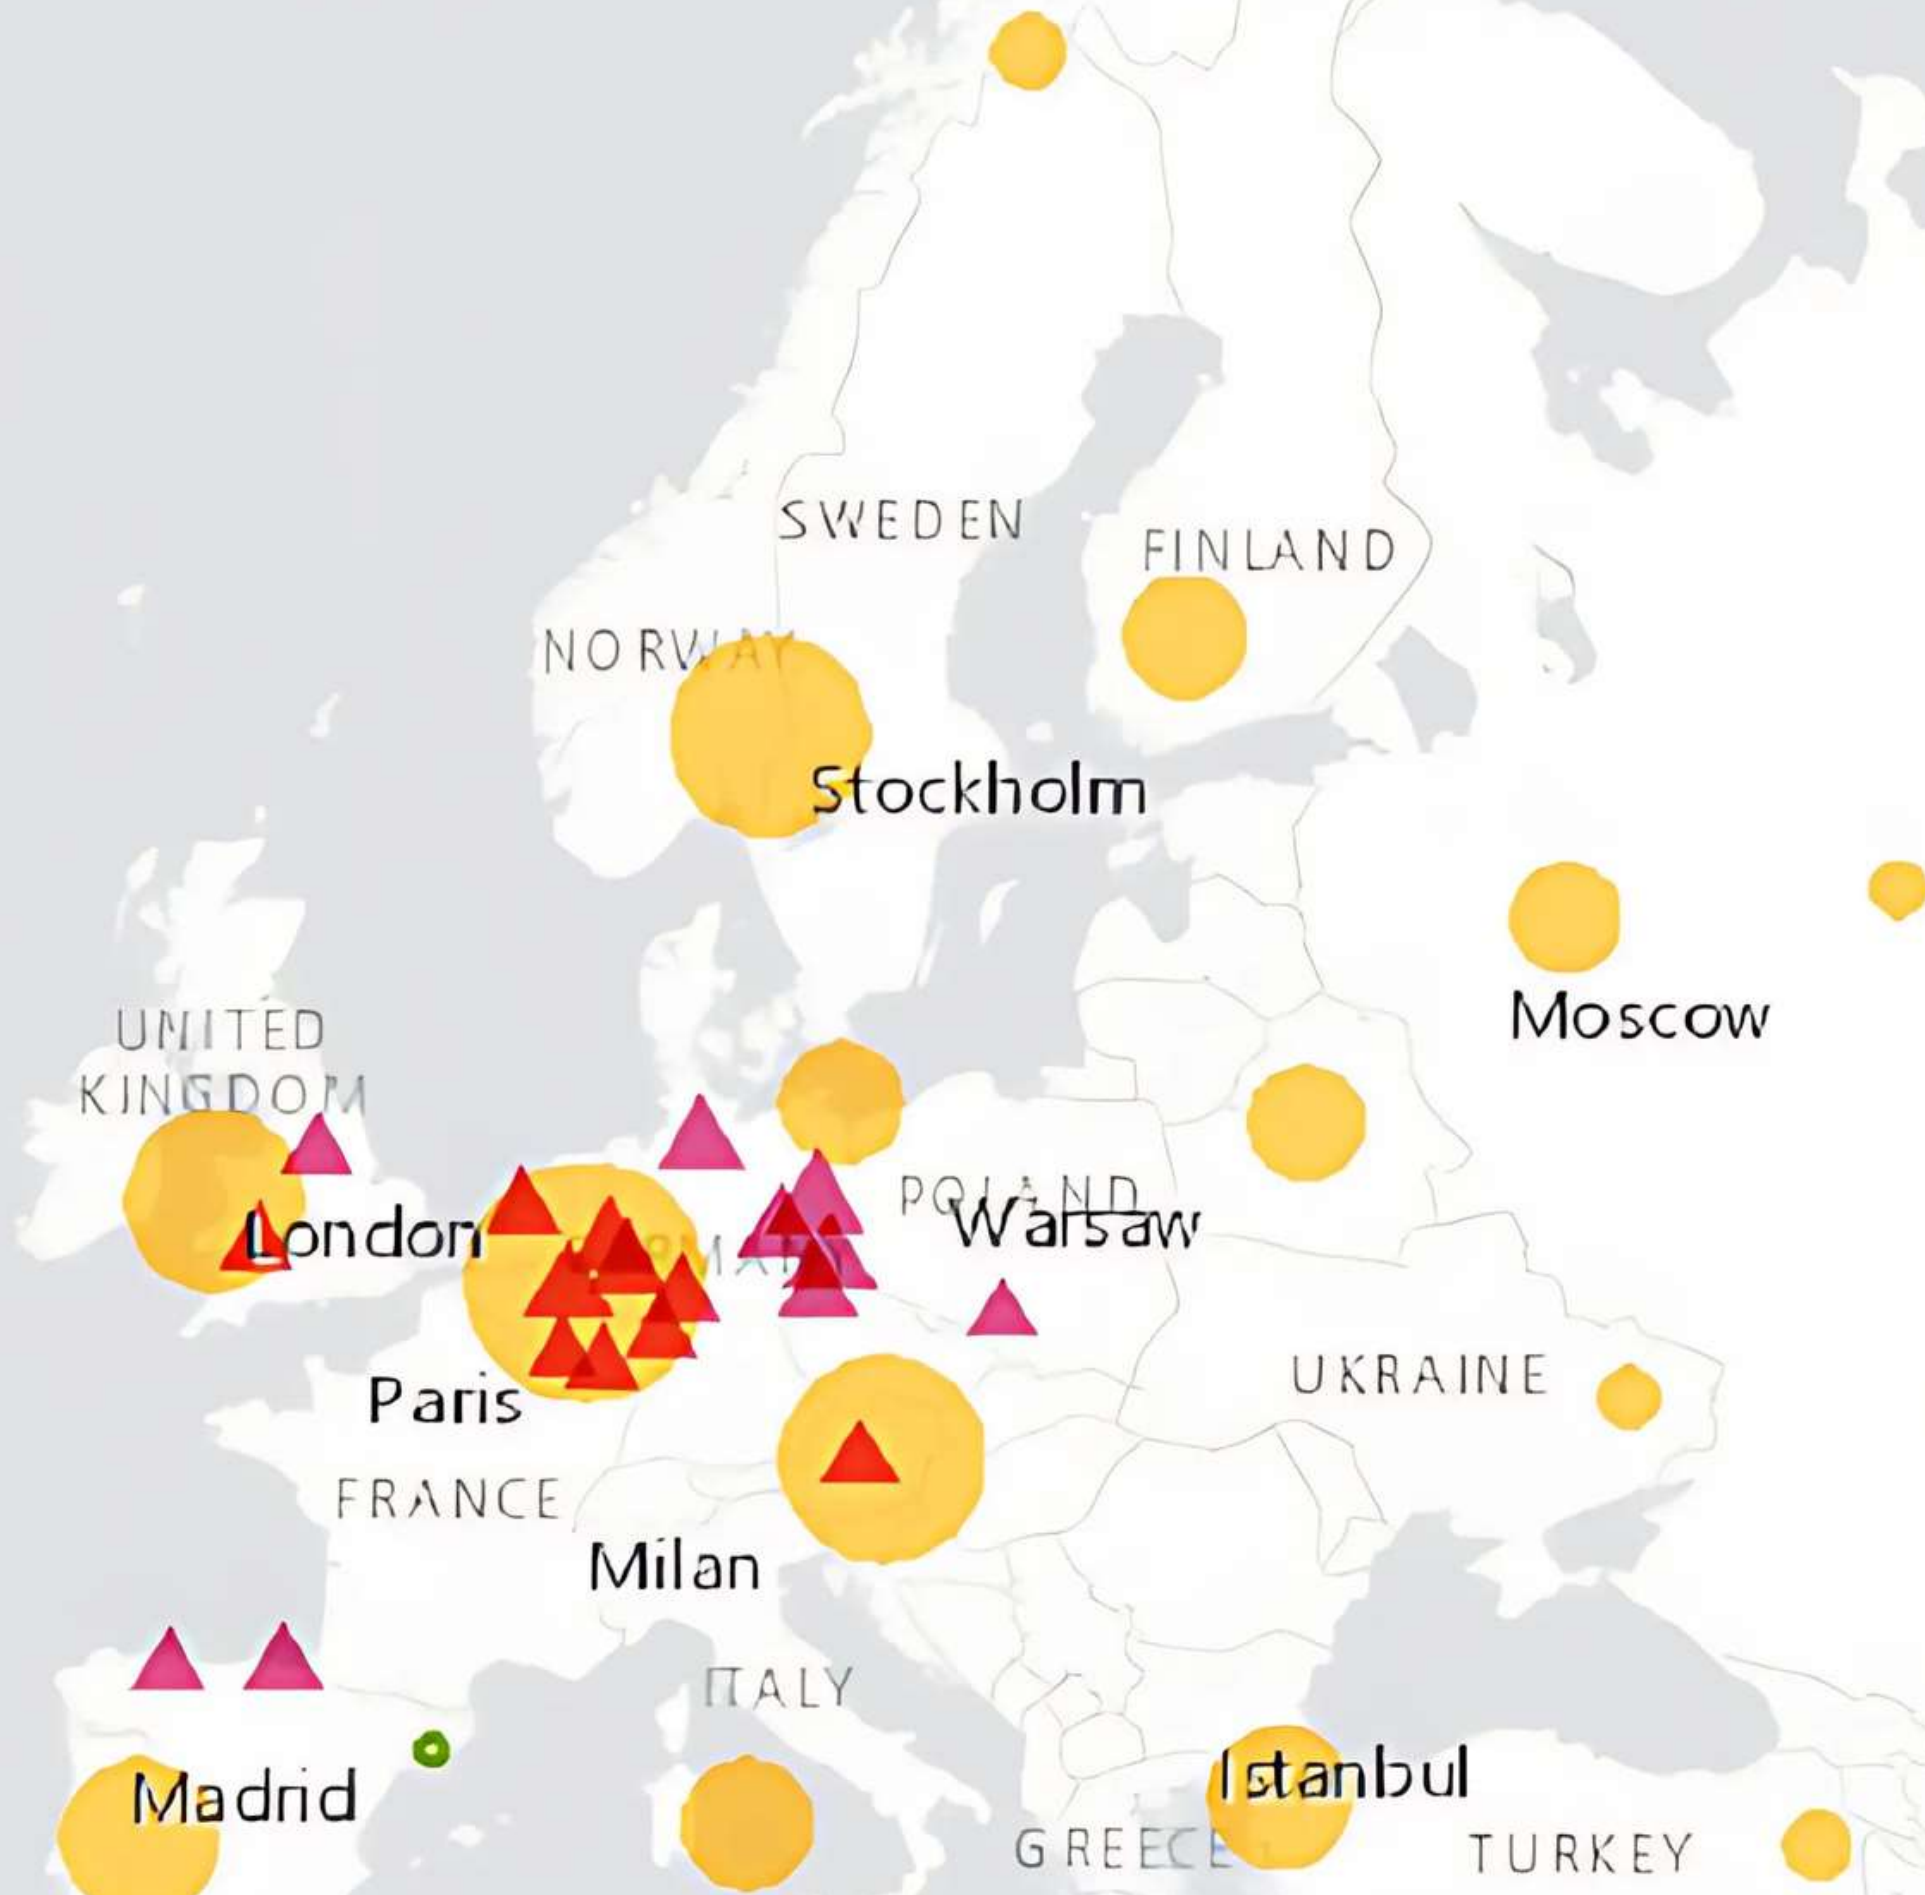 SWEDEN
FINLAND
NORWAY
Stockholm
Moscow
UNITED
KINGDOM
London
POLAND
Warsaw
Paris
UKRAINE
FRANCE
Milan
ITALY
Madrid
Istanbul
GREECE
TURKEY